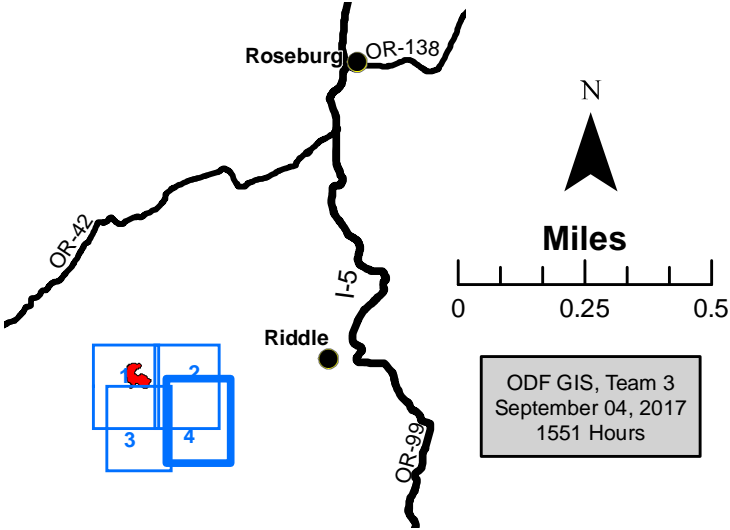 Roseburg
OR-138
N
OR-42
Miles
I-5
0 0.25 0.5
Riddle
1 2
3 4
OR-99
ODF GIS, Team 3
September 04, 2017
1551 Hours